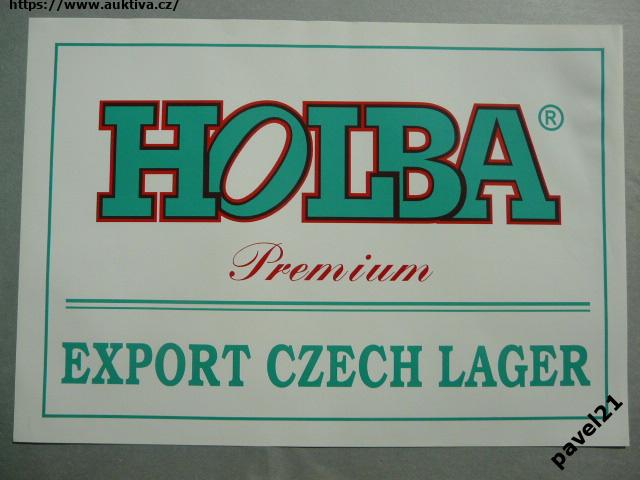 https://www.auktiva.cz/
HOLBA®
Premium
EXPORT CZECH LAGER
pavel21